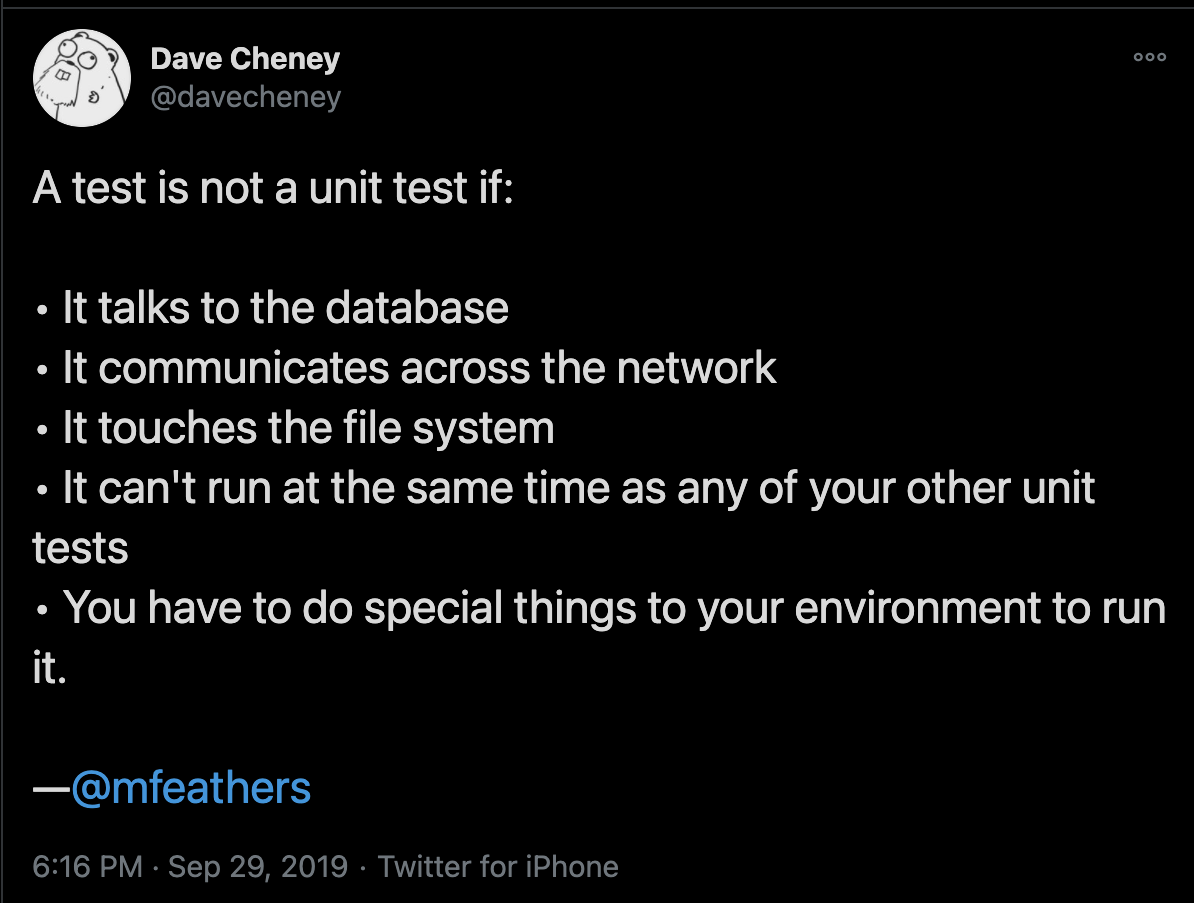 Dave Cheney
@davecheney
A test is not a unit test if:
• It talks to the database
• It communicates across the network
• It touches the file system
• It can't run at the same time as any of your other unit
tests
• You have to do special things to your environment to run
it.
—@mfeathers
6:16 PM · Sep 29, 2019 · Twitter for iPhone